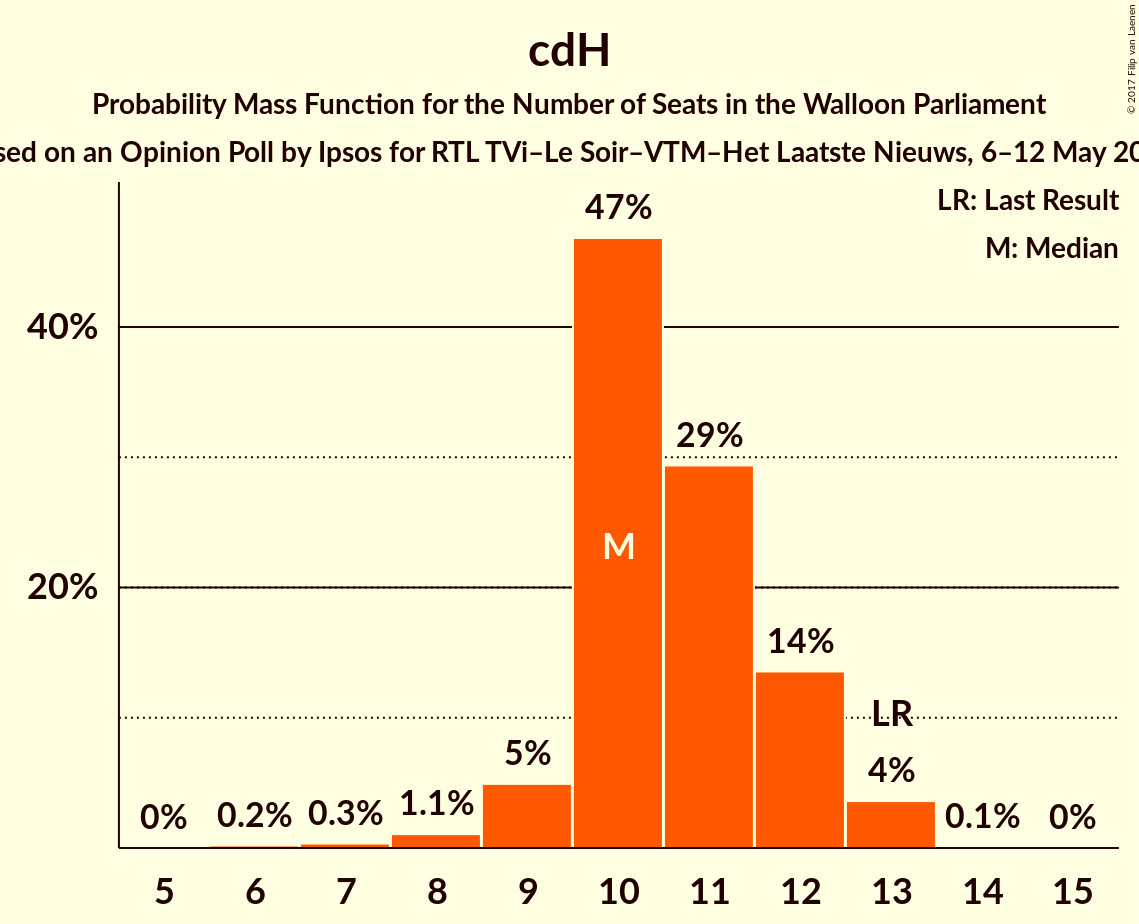 cdH
Probability Mass Function for the Number of Seats in the Walloon Parliament
sed on an Opinion Poll by Ipsos for RTL TVi–Le Soir–VTM–Het Laatste Nieuws, 6–12 May 20
© 2017 Filip van Laenen
LR: Last Result
M: Median
47%
40%
29%
M
20%
14%
LR
5%
4%
0%
0.2%
0.3%
1.1%
0.1%
0%
5 6 7 8 9 10 11 12 13 14 15